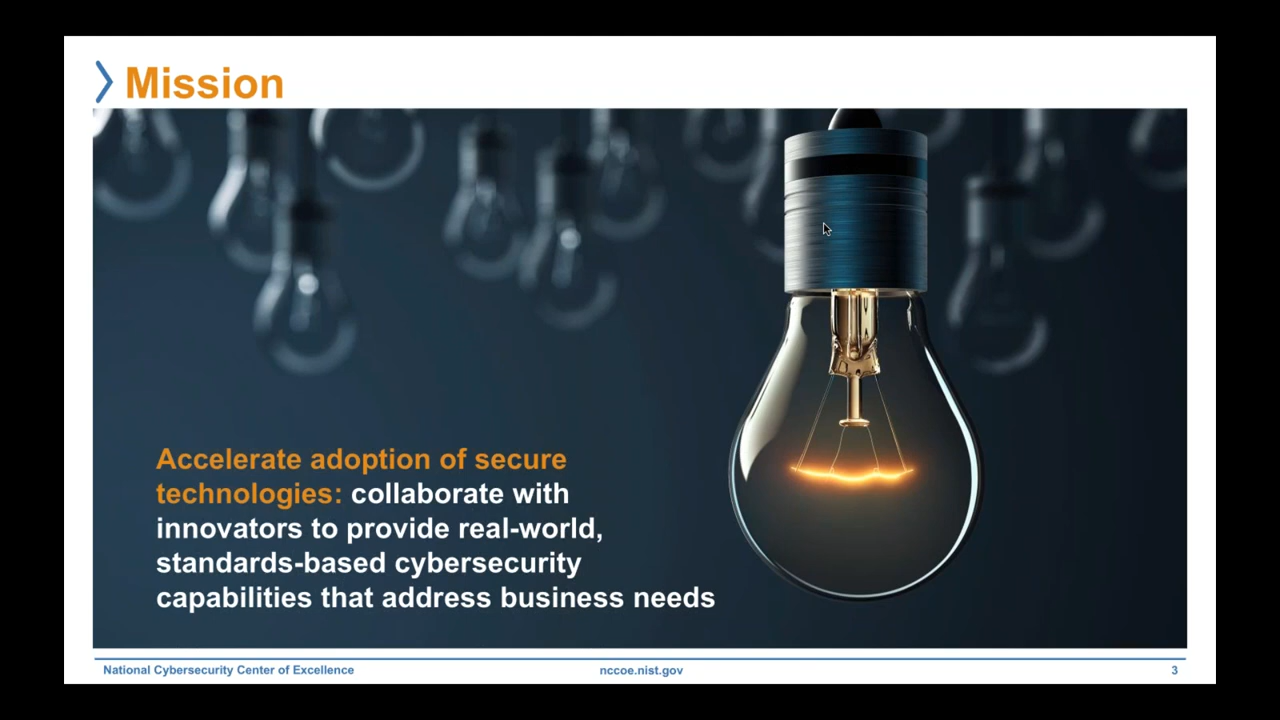 Mission
Accelerate adoption of secure
technologies: collaborate with
innovators to provide real-world,
standards-based cybersecurity
capabilities that address business needs
National Cybersecurity Center of Excellence
nccoe.nist.gov
3